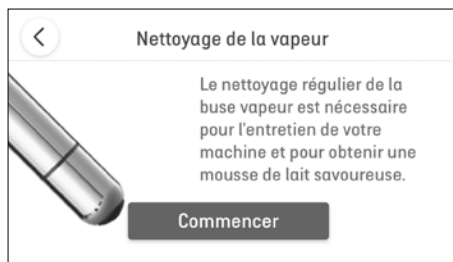 Nettoyage de la vapeur
Le nettoyage régulier de la
buse vapeur est nécessaire
pour l'entretien de votre
machine et pour obtenir une
mousse de lait savoureuse.
Commencer